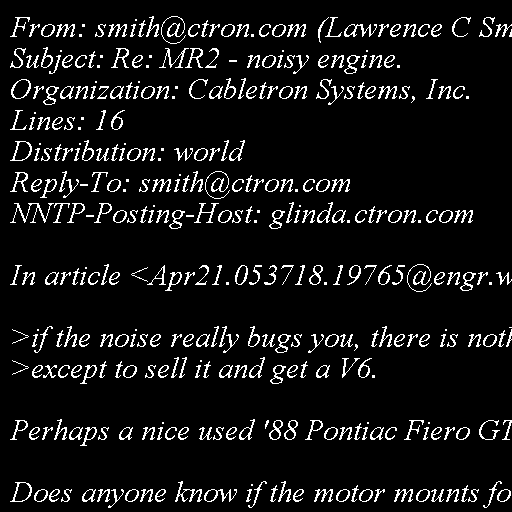 From: smith@ctron.com (Lawrence C Sm
Subject: Re: MR2 - noisy engine.
Organization: Cabletron Systems, Inc.
Lines: 16
Distribution: world
Reply-To: smith@ctron.com
NNTP-Posting-Host: glinda.ctron.com
In article <Apr21.053718.19765@engr.w
>if the noise really bugs you, there is noth
>except to sell it and get a V6.
Perhaps a nice used '88 Pontiac Fiero GT
Does anyone know if the motor mounts fo